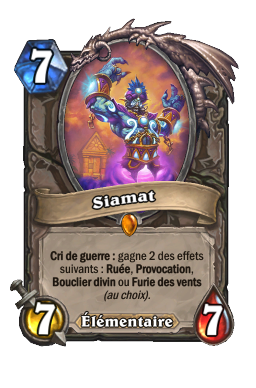 7
Siamat
Cri de guerre : gagne 2 des effets
suivants : Ruée, Provocation,
Bouclier divin ou Furie des vents
(au choix).
7
Élémentaire
7